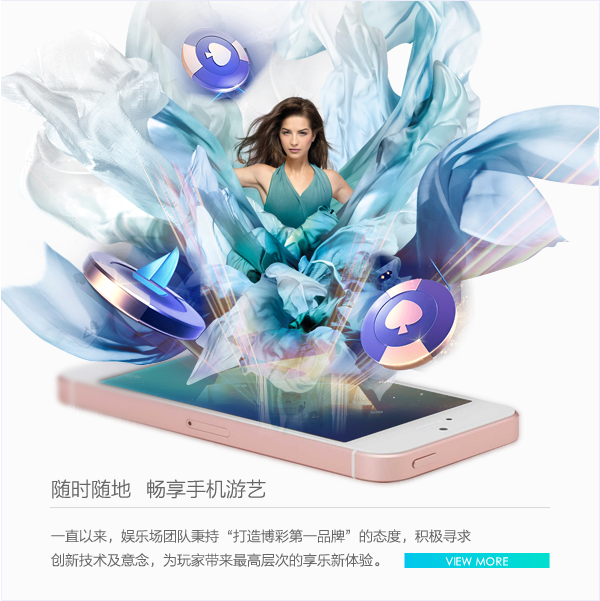 随时随地 畅享手机游艺
一直以来，娱乐场团队秉持“打造博彩第一品牌”的态度，积极寻求
创新技术及意念，为玩家带来最高层次的享乐新体验。
VIEW MORE